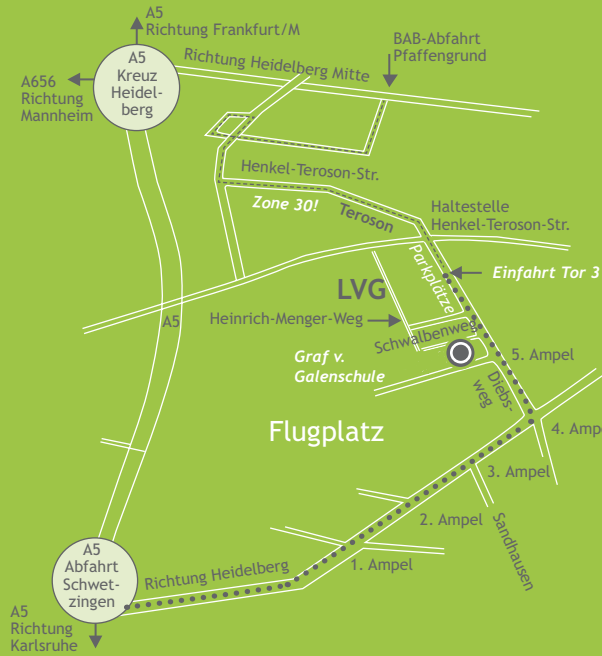 A5
Richtung Frankfurt/M
A5
Kreuz
Heidel-
berg
A656
Richtung
Mannheim
Richtung Heidelberg Mitte
BAB-Abfahrt
Pfaffengrund
Henkel-Teroson-Str.
Zone 30!
Teroson
Haltestelle
Henkel-Teroson-Str.
Parkplätze
Einfahrt Tor 3
LVG
A5
Heinrich-Menger-Weg
Schwalbenweg
Graf v.
Galenschule
5. Ampel
Diebs-
weg
Flugplatz
4. Ampe
3. Ampel
2. Ampel
Sandhausen
1. Ampel
A5
Abfahrt
Schwet-
zingen
Richtung Heidelberg
A5
Richtung
Karlsruhe